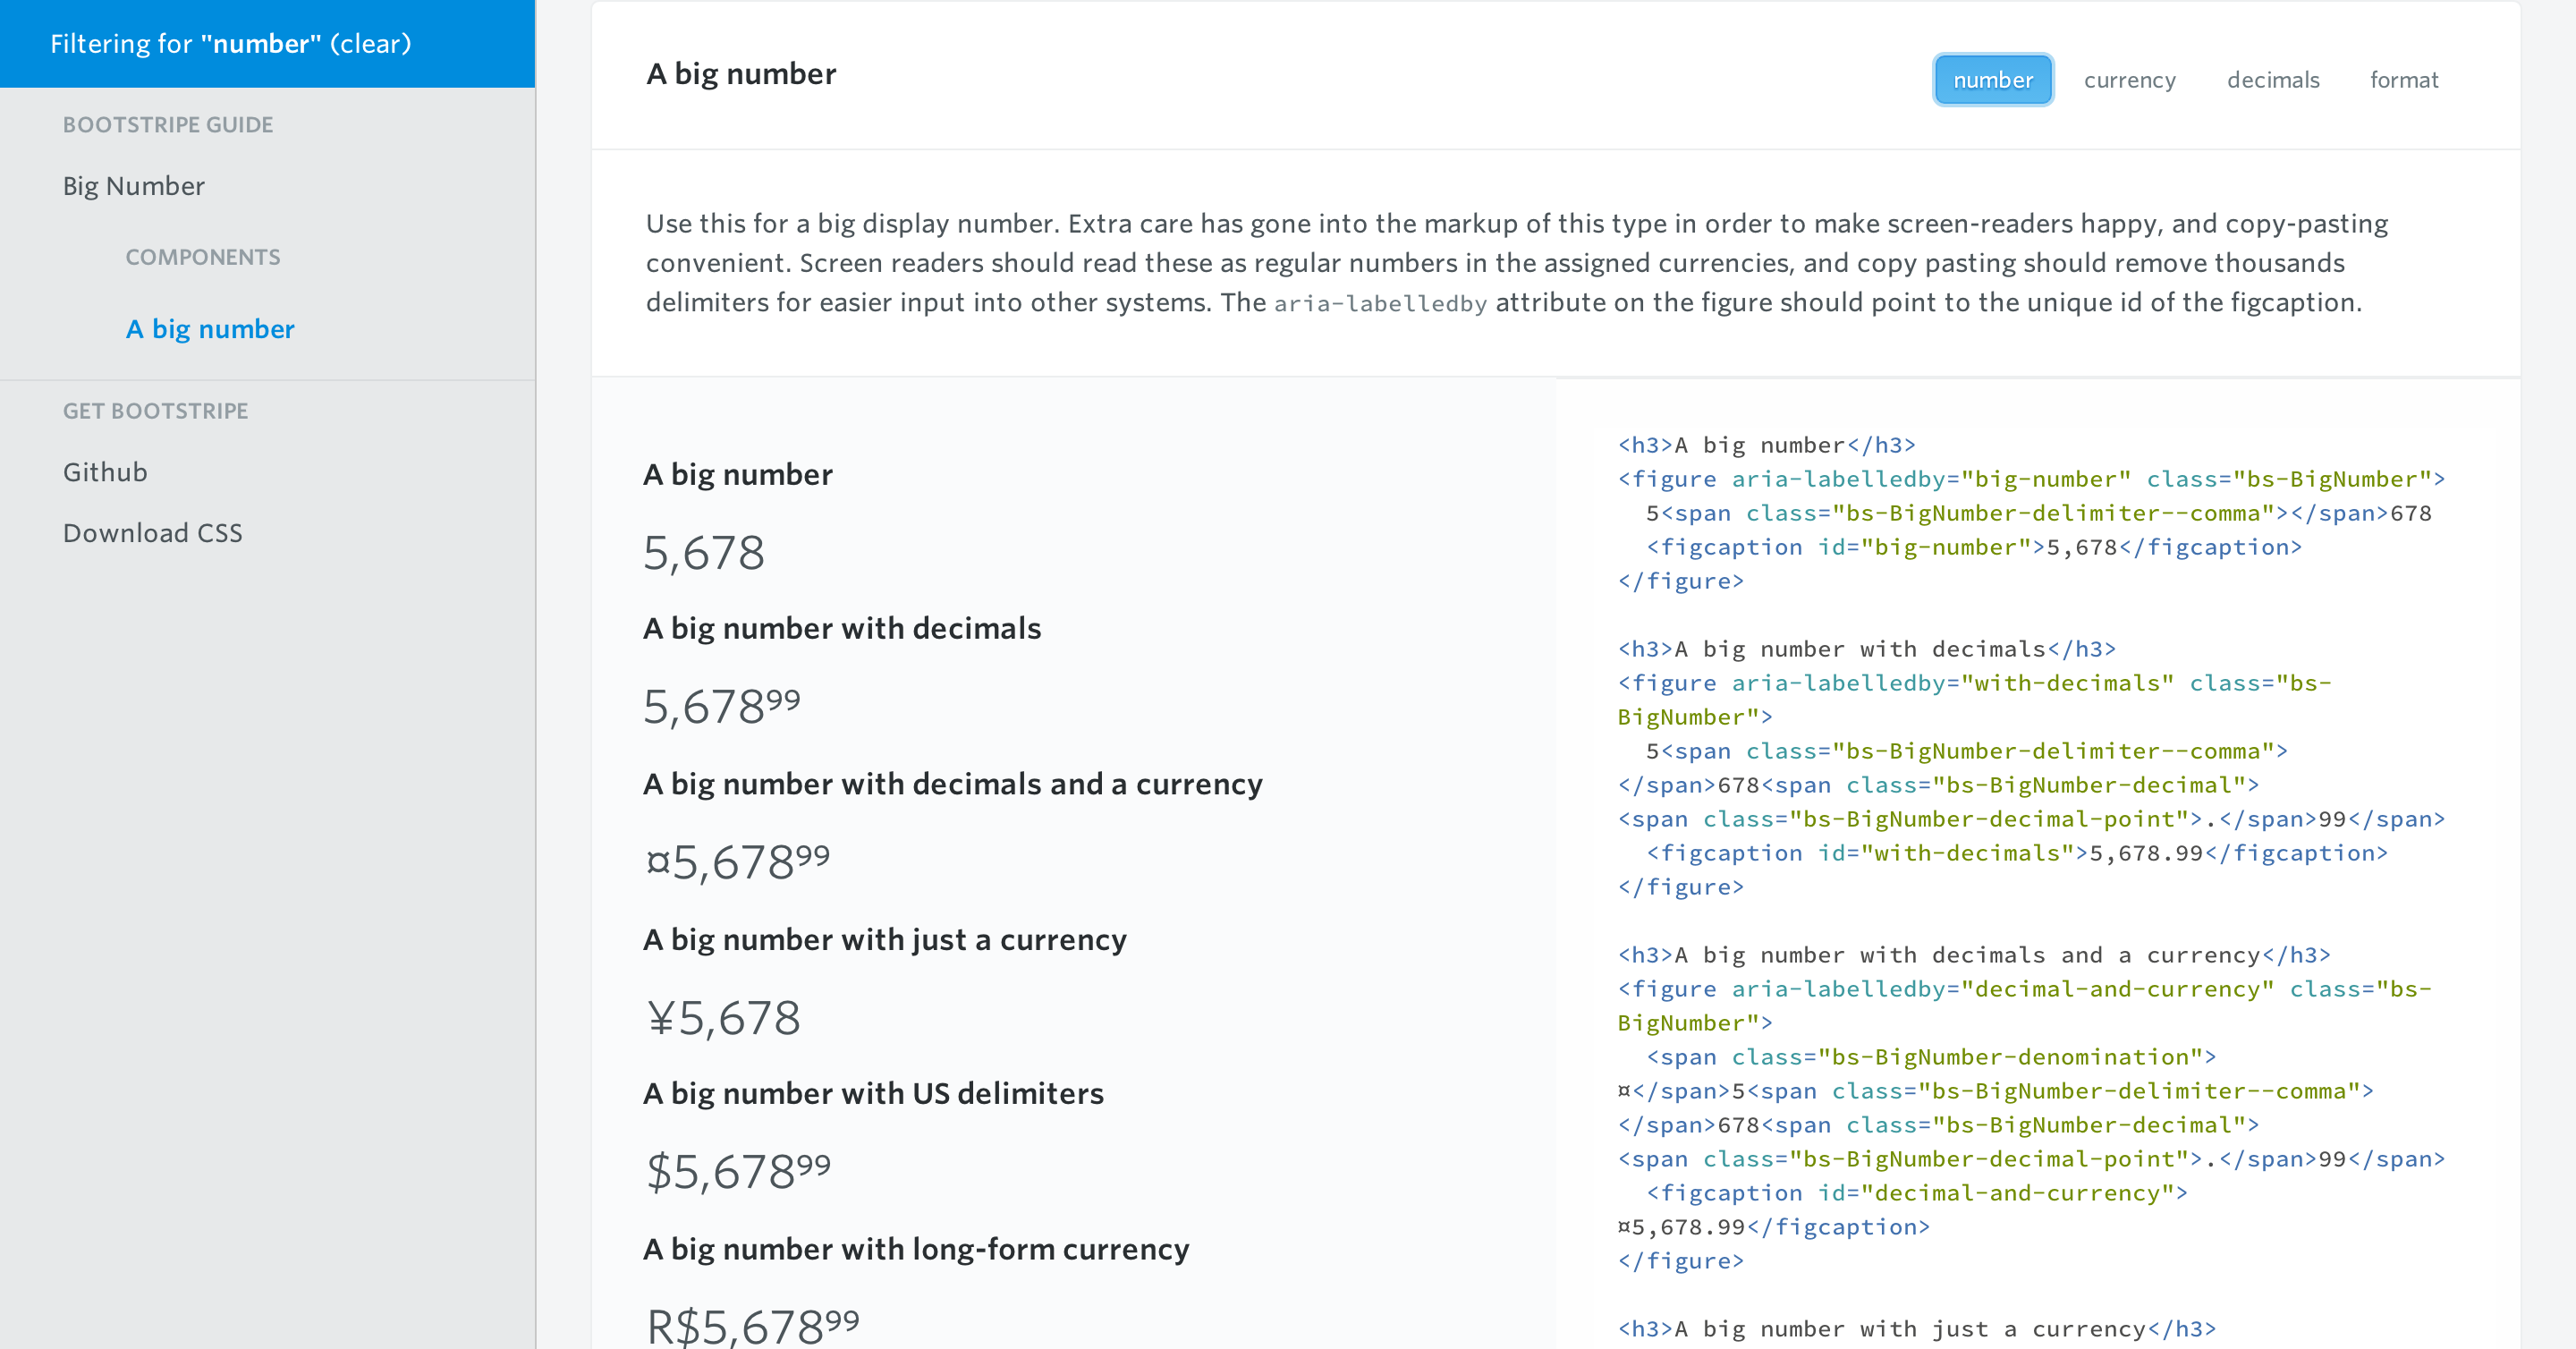 Filtering for "number" (clear)
BOOTSTRIPE GUIDE
Big Number
COMPONENTS
A big number
GET BOOTSTRIPE
Github
Download CSS
A big number
number currency decimals format
Use this for a big display number. Extra care has gone into the markup of this type in order to make screen-readers happy, and copy-pasting
convenient. Screen readers should read these as regular numbers in the assigned currencies, and copy pasting should remove thousands
delimiters for easier input into other systems. The aria-labelledby attribute on the figure should point to the unique id of the figcaption.
A big number
5,678
A big number with decimals
5,678⁹⁹
A big number with decimals and a currency
¤5,678⁹⁹
A big number with just a currency
¥5,678
A big number with US delimiters
$5,678⁹⁹
A big number with long-form currency
R$5,678⁹⁹
<h3>A big number</h3>
<figure aria-labelledby="big-number" class="bs-BigNumber">
  5<span class="bs-BigNumber-delimiter--comma"></span>678
  <figcaption id="big-number">5,678</figcaption>
</figure>
<h3>A big number with decimals</h3>
<figure aria-labelledby="with-decimals" class="bs-
BigNumber">
  5<span class="bs-BigNumber-delimiter--comma">
</span>678<span class="bs-BigNumber-decimal">
<span class="bs-BigNumber-decimal-point">.</span>99</span>
  <figcaption id="with-decimals">5,678.99</figcaption>
</figure>
<h3>A big number with decimals and a currency</h3>
<figure aria-labelledby="decimal-and-currency" class="bs-
BigNumber">
  <span class="bs-BigNumber-denomination">
¤</span>5<span class="bs-BigNumber-delimiter--comma">
</span>678<span class="bs-BigNumber-decimal">
<span class="bs-BigNumber-decimal-point">.</span>99</span>
  <figcaption id="decimal-and-currency">
¤5,678.99</figcaption>
</figure>
<h3>A big number with just a currency</h3>